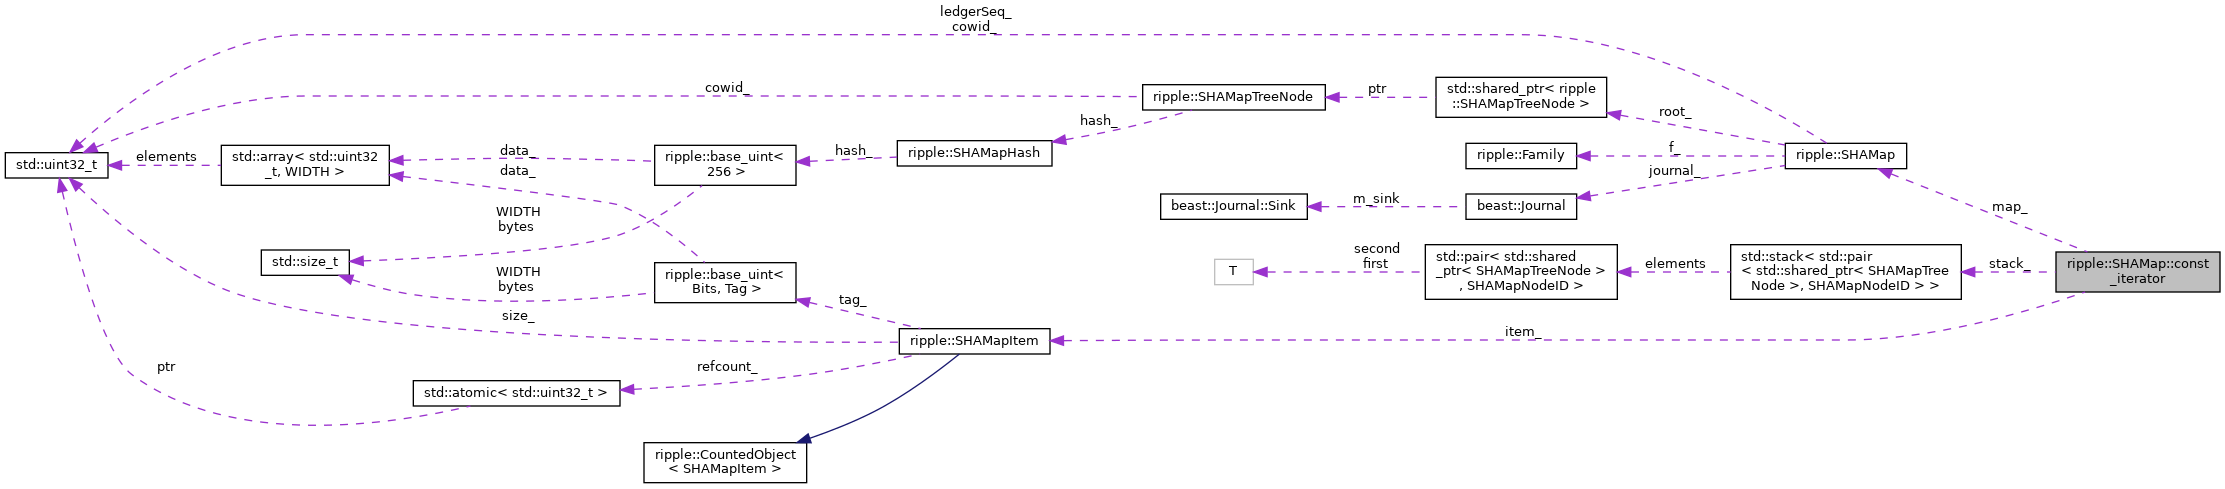 ledgerSeq_
cowid_
cowid_
ripple::SHAMapTreeNode
ptr
std::shared_ptr< ripple
::SHAMapTreeNode >
root_
hash_
std::uint32_t
elements
std::array< std::uint32
_t, WIDTH >
data_
data_
ripple::base_uint<
256 >
hash_
ripple::SHAMapHash
ripple::Family
f_
ripple::SHAMap
journal_
beast::Journal::Sink
m_sink
beast::Journal
map_
WIDTH
bytes
std::size_t
WIDTH
bytes
ripple::base_uint<
Bits, Tag >
T
second
first
std::pair< std::shared
_ptr< SHAMapTreeNode >
, SHAMapNodeID >
elements
std::stack< std::pair
< std::shared_ptr< SHAMapTree
Node >, SHAMapNodeID > >
stack_
ripple::SHAMap::const
_iterator
tag_
size_
ripple::SHAMapItem
item_
ptr
refcount_
std::atomic< std::uint32_t >
ripple::CountedObject
< SHAMapItem >